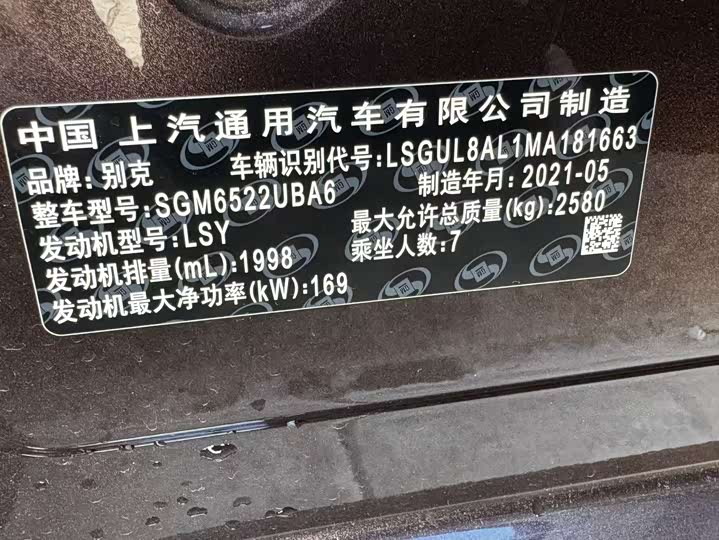 中国 上汽通用汽车有限公司制造
品牌:别克 车辆识别代号:LSGUL8AL1MA181663
整车型号:SGM6522UBA6 制造年月:2021-05
发动机型号:LSY 最大允许总质量(kg):2580
发动机排量(mL):1998 乘坐人数:7
发动机最大净功率(kW):169